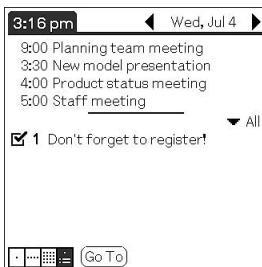 3:16 pm Wed, Jul 4
9:00 Planning team meeting
3:30 New model presentation
4:00 Product status meeting
5:00 Staff meeting
All
1 Don't forget to register!
Go To